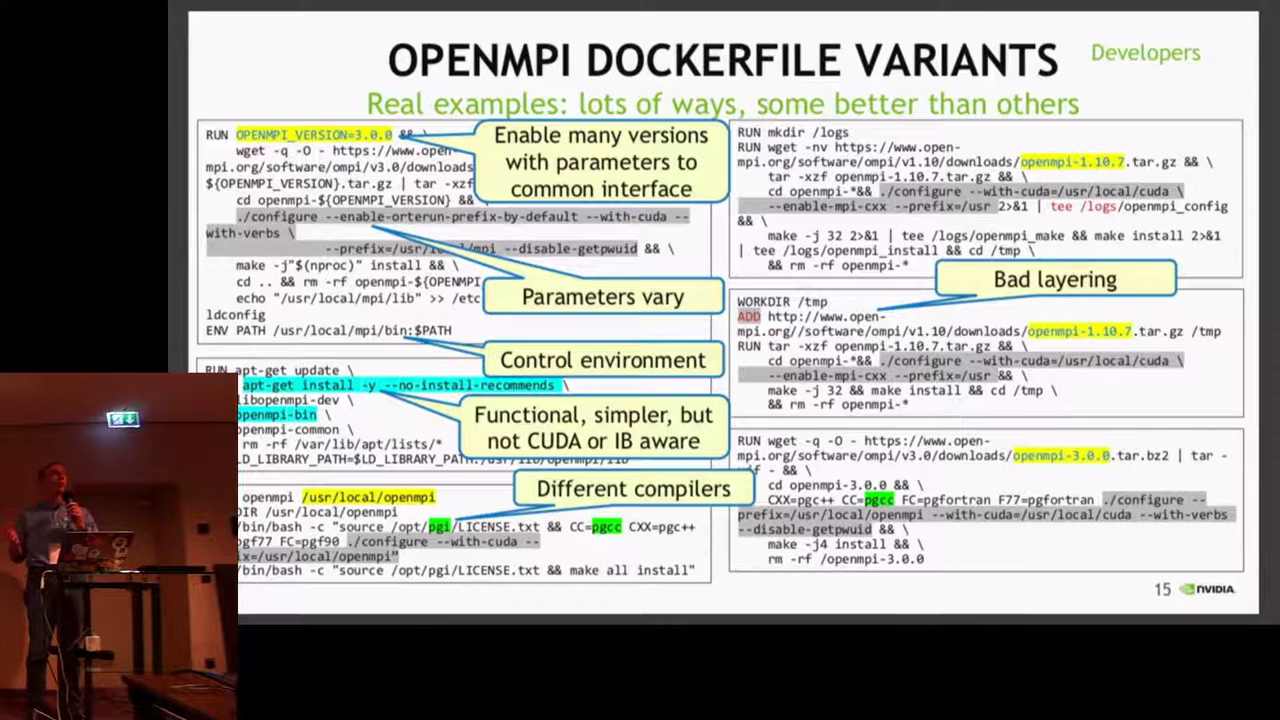 OPENMPI DOCKERFILE VARIANTS
Developers
Real examples: lots of ways, some better than others
RUN OPENMPI_VERSION=3.0.0 && \
wget -q -O - https://www.open-
mpi.org/software/ompi/v3.0/downloads
${OPENMPI_VERSION}.tar.gz | tar -xzf
cd openmpi-${OPENMPI_VERSION} &&
./configure --enable-orterun-prefix-by-default --with-cuda --
with-verbs \
--prefix=/usr/local/mpi --disable-getpwuid && \
make -j"$(nproc)" install && \
cd .. && rm -rf openmpi-${OPENMPI
echo "/usr/local/mpi/lib" >> /etc
ldconfig
ENV PATH /usr/local/mpi/bin:$PATH
Enable many versions
with parameters to
common interface
Parameters vary
Control environment
RUN apt-get update \
apt-get install -y --no-install-recommends \
libopenmpi-dev \
openmpi-bin \
openmpi-common \
rm -rf /var/lib/apt/lists/*
LD_LIBRARY_PATH=$LD_LIBRARY_PATH:/usr/lib/openmpi/lib
Functional, simpler, but
not CUDA or IB aware
openmpi /usr/local/openmpi
DIR /usr/local/openmpi
/bin/bash -c "source /opt/pgi/LICENSE.txt && CC=pgcc CXX=pgc++
pgf77 FC=pgf90 ./configure --with-cuda --
ix=/usr/local/openmpi"
/bin/bash -c "source /opt/pgi/LICENSE.txt && make all install"
Different compilers
RUN mkdir /logs
RUN wget -nv https://www.open-
mpi.org/software/ompi/v1.10/downloads/openmpi-1.10.7.tar.gz && \
tar -xzf openmpi-1.10.7.tar.gz && \
cd openmpi-*&& ./configure --with-cuda=/usr/local/cuda \
--enable-mpi-cxx --prefix=/usr 2>&1 | tee /logs/openmpi_config
&& \
make -j 32 2>&1 | tee /logs/openmpi_make && make install 2>&1
| tee /logs/openmpi_install && cd /tmp \
&& rm -rf openmpi-*
Bad layering
WORKDIR /tmp
ADD http://www.open-
mpi.org//software/ompi/v1.10/downloads/openmpi-1.10.7.tar.gz /tmp
RUN tar -xzf openmpi-1.10.7.tar.gz && \
cd openmpi-*&& ./configure --with-cuda=/usr/local/cuda \
--enable-mpi-cxx --prefix=/usr && \
make -j 32 && make install && cd /tmp \
&& rm -rf openmpi-*
RUN wget -q -O - https://www.open-
mpi.org/software/ompi/v3.0/downloads/openmpi-3.0.0.tar.bz2 | tar -
- && \
cd openmpi-3.0.0 && \
CXX=pgc++ CC=pgcc FC=pgfortran F77=pgfortran ./configure --
prefix=/usr/local/openmpi --with-cuda=/usr/local/cuda --with-verbs
--disable-getpwuid && \
make -j4 install && \
rm -rf /openmpi-3.0.0
15 NVIDIA